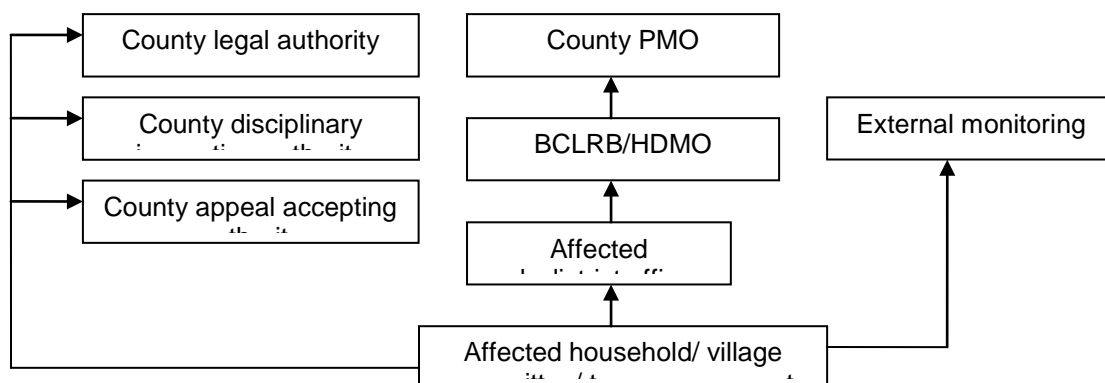 County legal authority
County PMO
County disciplinary
BCLRB/HDMO
External monitoring
County appeal accepting
Affected
Affected household/ village